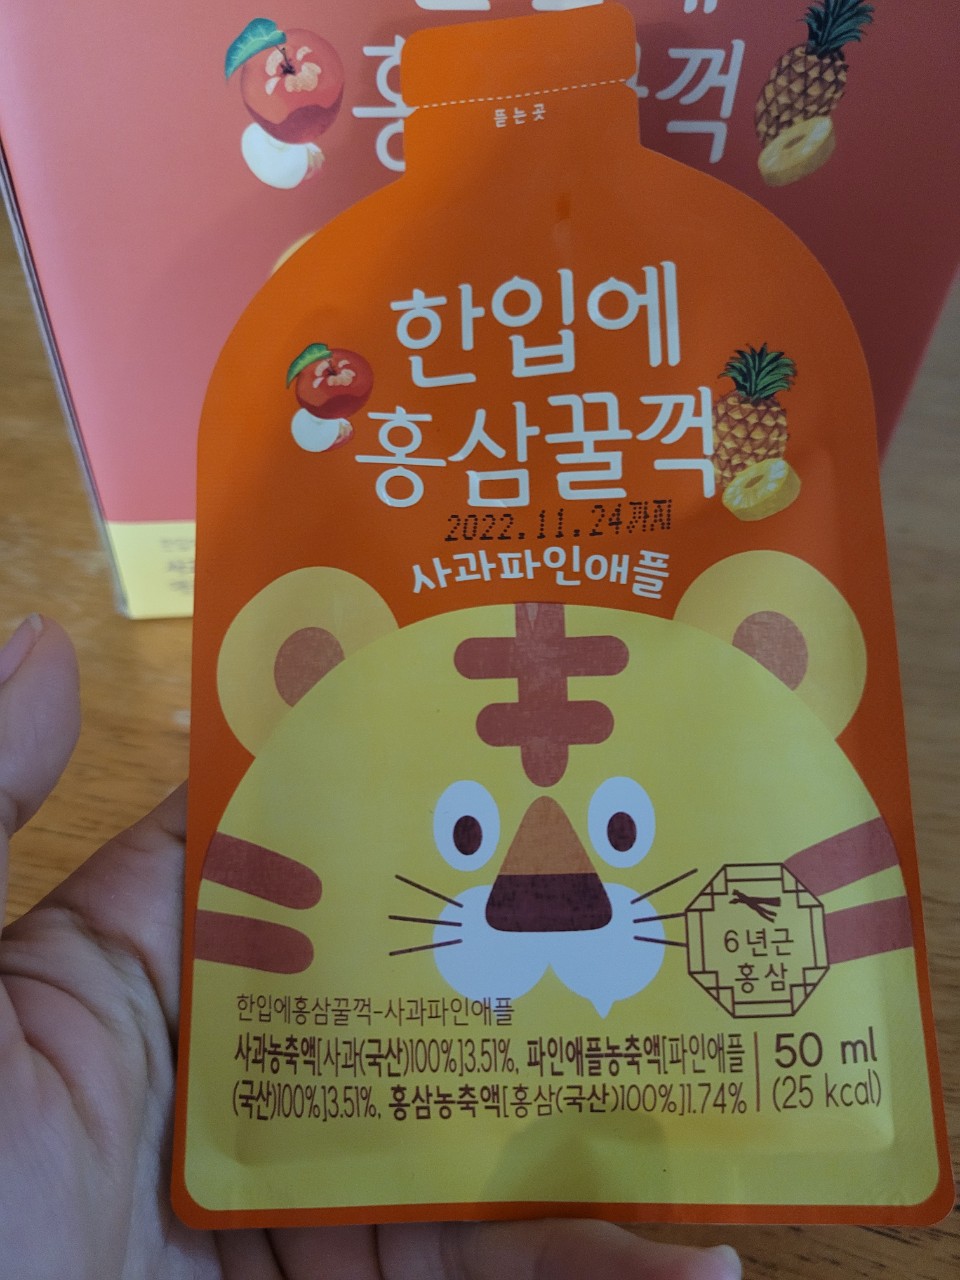 홍
꺽
뜯는곳
한입에
홍삼꿀꺽
2022.11.24까지
사과파인애플
6년근
홍삼
한입에홍삼꿀꺽-사과파인애플
사과농축액[사과(국산)100%]3.51%, 파인애플농축액[파인애플
(국산)100%]3.51%, 홍삼농축액[홍삼(국산)100%]1.74%
50 ml
(25 kcal)